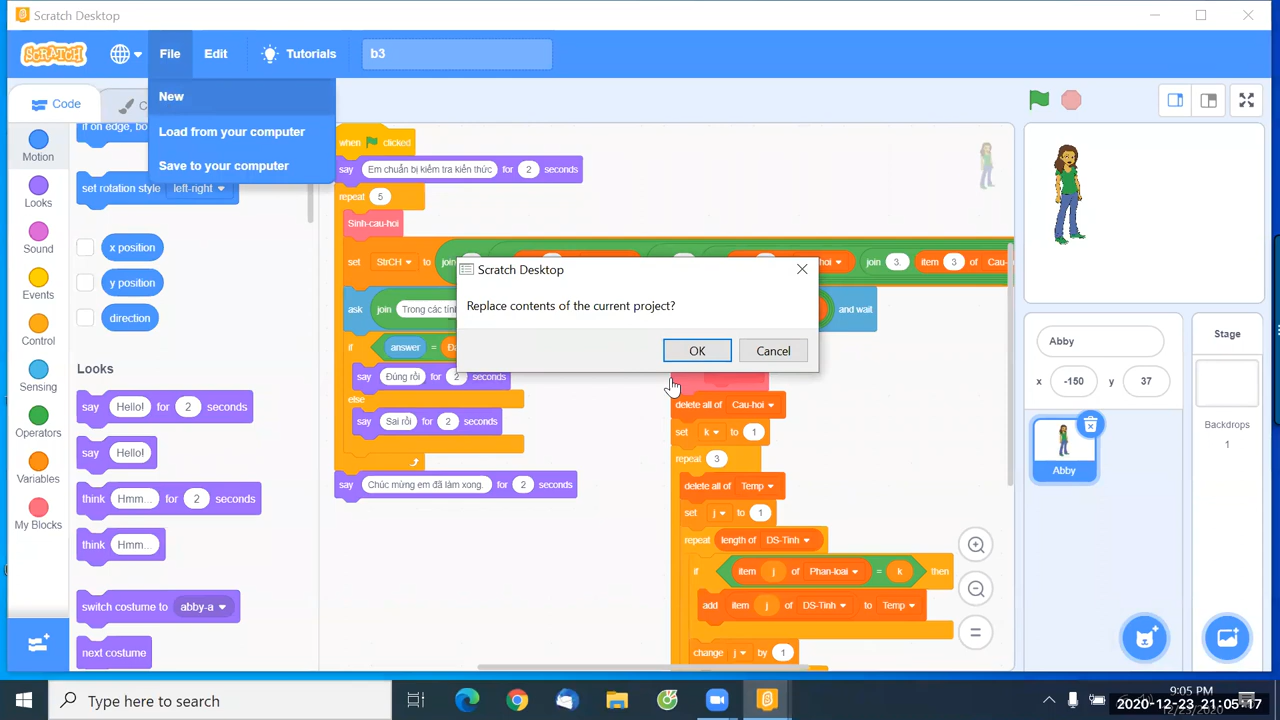 Scratch Desktop
SCRATCH
File
Edit
Tutorials
b3
New
Load from your computer
Save to your computer
Code
C
Motion
Looks
Sound
Events
Control
Sensing
Operators
Variables
My Blocks
if on edge, bo
set rotation style left-right
x position
y position
direction
Looks
say Hello! for 2 seconds
say Hello!
think Hmm... for 2 seconds
think Hmm...
switch costume to abby-a
next costume
when clicked
say Em chuẩn bị kiểm tra kiến thức for 2 seconds
repeat 5
Sinh-cau-hoi
set StrCH to join
join 3. item 3 of Cau-
ask join Trong các tín
and wait
if answer =
say Đúng rồi for 2 seconds
else
say Sai rồi for 2 seconds
say Chúc mừng em đã làm xong. for 2 seconds
Scratch Desktop
Replace contents of the current project?
OK
Cancel
delete all of Cau-hoi
set k to 1
repeat 3
delete all of Temp
set j to 1
repeat length of DS-Tinh
if item j of Phan-loai = k then
add item j of DS-Tinh to Temp
change j by 1
Abby
x -150 y 37
Abby
Stage
Backdrops
1
Type here to search
9:05 PM
2020-12-23 21:05:17